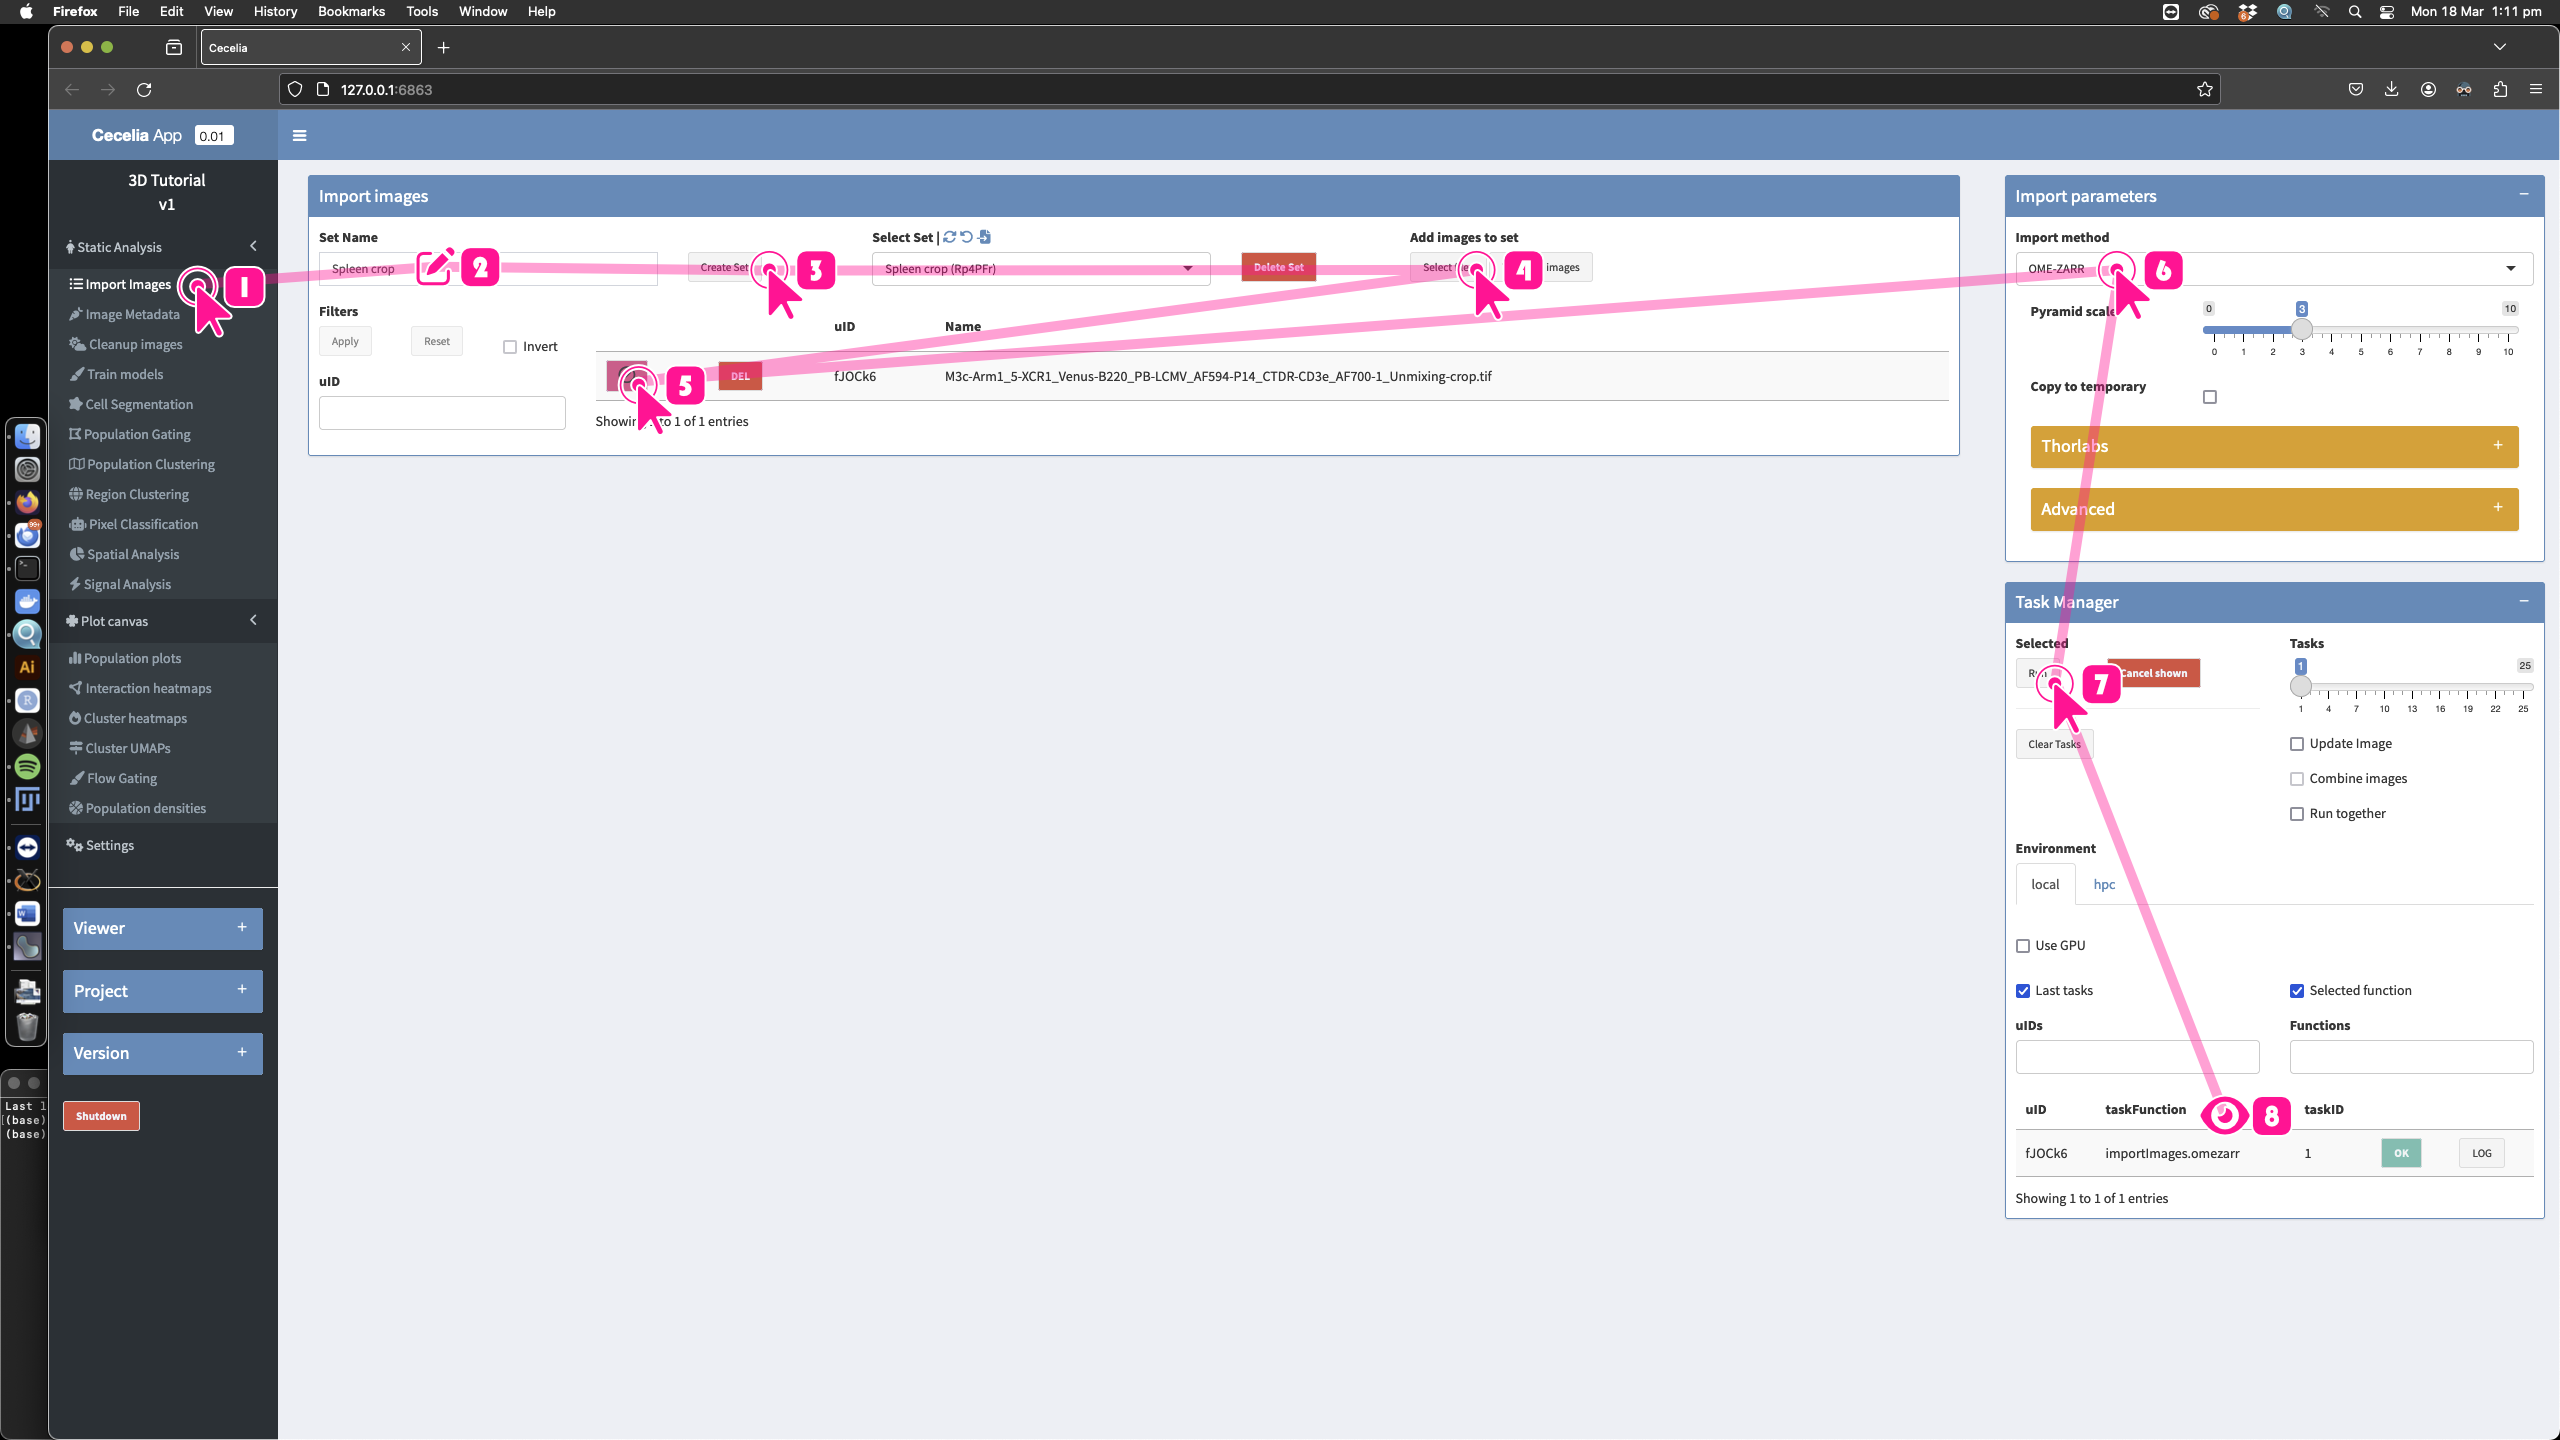 Firefox File Edit View History Bookmarks Tools Window Help
Mon 18 Mar 1:11 pm
Cecelia
127.0.0.1:6863
Cecelia App 0.01
3D Tutorial
v1
Static Analysis
Import Images
Image Metadata
Cleanup images
Train models
Cell Segmentation
Population Gating
Population Clustering
Region Clustering
Pixel Classification
Spatial Analysis
Signal Analysis
Plot canvas
Population plots
Interaction heatmaps
Cluster heatmaps
Cluster UMAPs
Flow Gating
Population densities
Settings
Viewer +
Project +
Version +
Shutdown
1
Import images
Set Name
Spleen crop
2
Create Set
3
Select Set |
Spleen crop (Rp4PFr)
Delete Set
Add images to set
Select
4
images
Filters
Apply
Reset
Invert
uID
uID Name
5
DEL
fJOCk6
M3c-Arm1_5-XCR1_Venus-B220_PB-LCMV_AF594-P14_CTDR-CD3e_AF700-1_Unmixing-crop.tif
to 1 of 1 entries
Import parameters
Import method
OME-ZARR
6
Pyramid scale
0 3 10
0 1 2 3 4 5 6 7 8 9 10
Copy to temporary
Thorlabs +
Advanced +
Task Manager
Selected
Run
7
Cancel shown
Clear Tasks
Tasks
1 25
1 4 7 10 13 16 19 22 25
Update Image
Combine images
Run together
Environment
local hpc
Use GPU
Last tasks
Selected function
uIDs
Functions
uID taskFunction
8
taskID
fJOCk6 importImages.omezarr 1 OK LOG
Showing 1 to 1 of 1 entries
99+
Ai
Last l
(base)
(base)